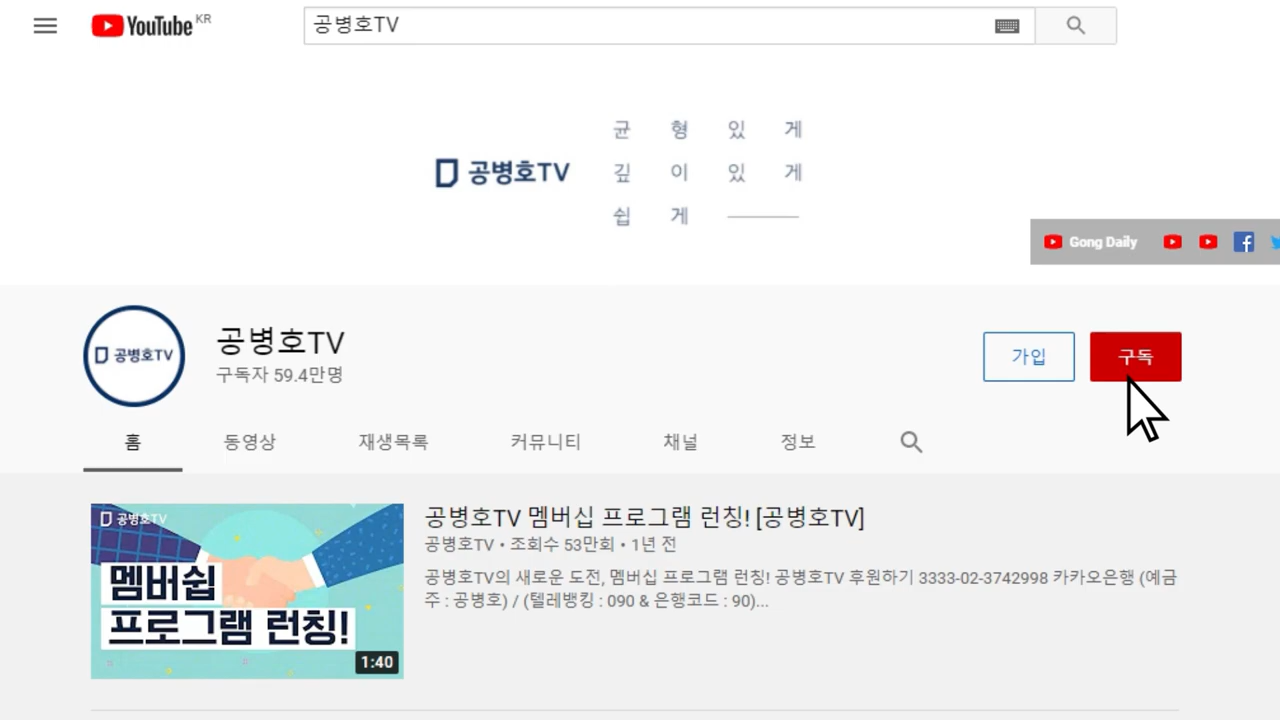 YouTube KR
공병호TV
균형있게
공병호TV
깊이있게
쉽게
Gong Daily
공병호TV
공병호TV
구독자 59.4만명
가입
구독
홈
동영상
재생목록
커뮤니티
채널
정보
공병호TV
멤버쉽
프로그램 런칭!
1:40
공병호TV 멤버십 프로그램 런칭! [공병호TV]
공병호TV • 조회수 53만회 • 1년 전
공병호TV의 새로운 도전, 멤버십 프로그램 런칭! 공병호TV 후원하기 3333-02-3742998 카카오은행 (예금
주 : 공병호) / (텔레뱅킹 : 090 & 은행코드 : 90)...